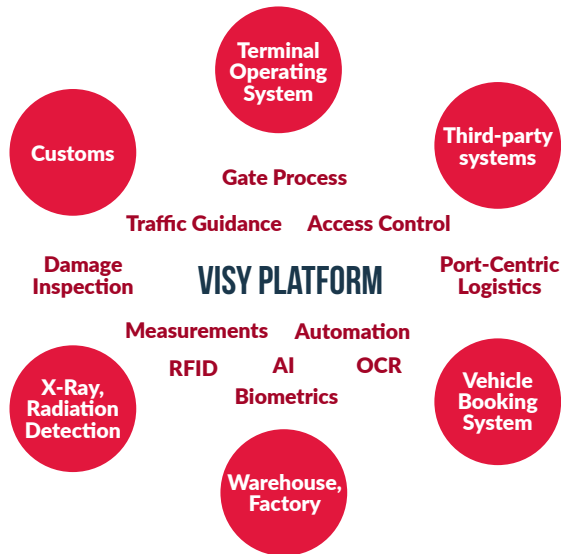 Terminal
Operating
System
Customs
Third-party
systems
Gate Process
Traffic Guidance
Access Control
Damage
Inspection
VISY PLATFORM
Port-Centric
Logistics
Measurements
Automation
RFID
AI
OCR
Biometrics
X-Ray,
Radiation
Detection
Vehicle
Booking
System
Warehouse,
Factory